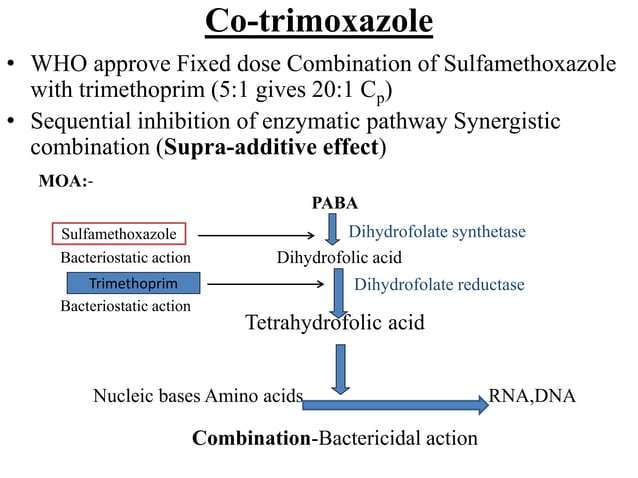 Co-trimoxazole
• WHO approve Fixed dose Combination of Sulfamethoxazole
with trimethoprim (5:1 gives 20:1 Cp)
• Sequential inhibition of enzymatic pathway Synergistic
combination (Supra-additive effect)
MOA:-
PABA
Sulfamethoxazole
Dihydrofolate synthetase
Bacteriostatic action
Dihydrofolic acid
Trimethoprim
Dihydrofolate reductase
Bacteriostatic action
Tetrahydrofolic acid
Nucleic bases Amino acids
RNA,DNA
Combination-Bactericidal action